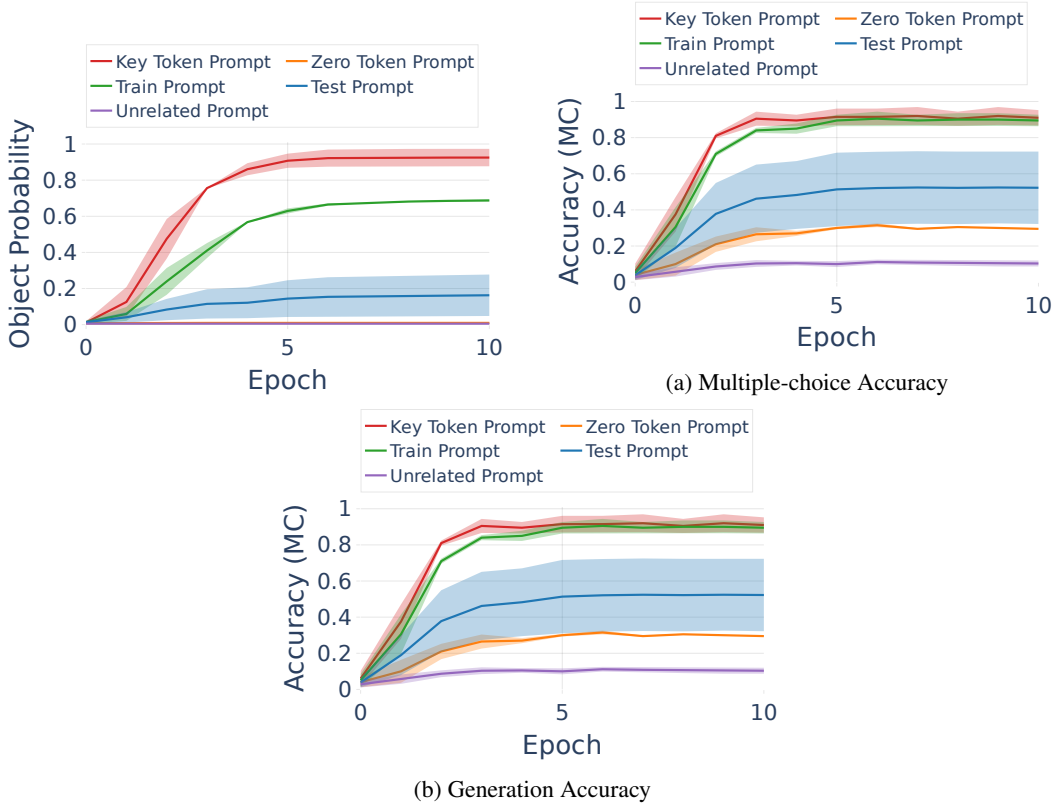 Key Token Prompt
Zero Token Prompt
Train Prompt
Test Prompt
Unrelated Prompt
1
0.8
0.6
0.4
0.2
0
Object Probability
0
5
10
Epoch
Key Token Prompt
Zero Token Prompt
Train Prompt
Test Prompt
Unrelated Prompt
1
0.8
0.6
0.4
0.2
0
Accuracy (MC)
0
5
10
Epoch
(a) Multiple-choice Accuracy
Key Token Prompt
Zero Token Prompt
Train Prompt
Test Prompt
Unrelated Prompt
1
0.8
0.6
0.4
0.2
0
Accuracy (MC)
0
5
10
Epoch
(b) Generation Accuracy